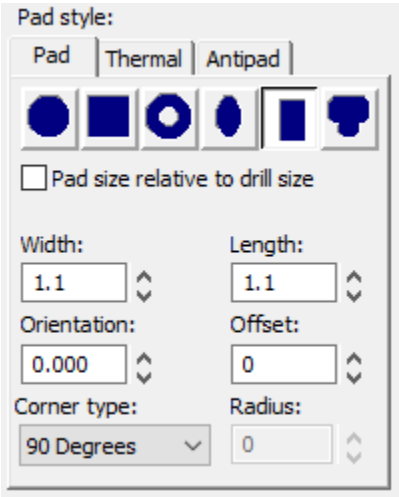 Pad style:
Pad Thermal Antipad
Pad size relative to drill size
Width: Length:
1.1 1.1
Orientation: Offset:
0.000 0
Corner type: Radius:
90 Degrees 0